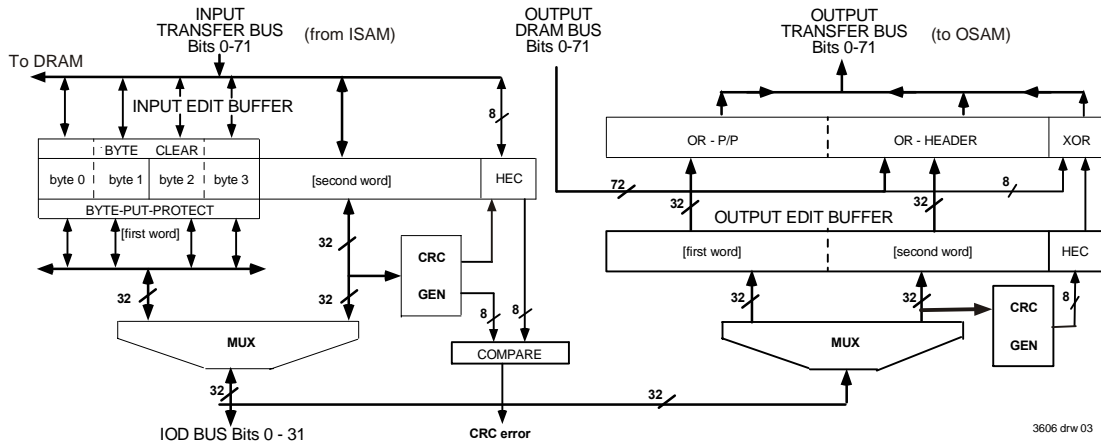 INPUT
TRANSFER BUS
Bits 0-71
(from ISAM)
OUTPUT
DRAM BUS
Bits 0-71
OUTPUT
TRANSFER BUS
Bits 0-71
(to OSAM)
To DRAM
INPUT EDIT BUFFER
8
BYTE CLEAR
OR - P/P
OR - HEADER
XOR
byte 0
byte 1
byte 2
byte 3
[second word]
HEC
72
32
8
BYTE-PUT-PROTECT
[first word]
OUTPUT EDIT BUFFER
32
32
CRC
GEN
[first word]
[second word]
HEC
32
32
8
8
32
32
8
CRC
GEN
MUX
COMPARE
MUX
32
32
IOD BUS Bits 0 - 31
CRC error
3606 drw 03